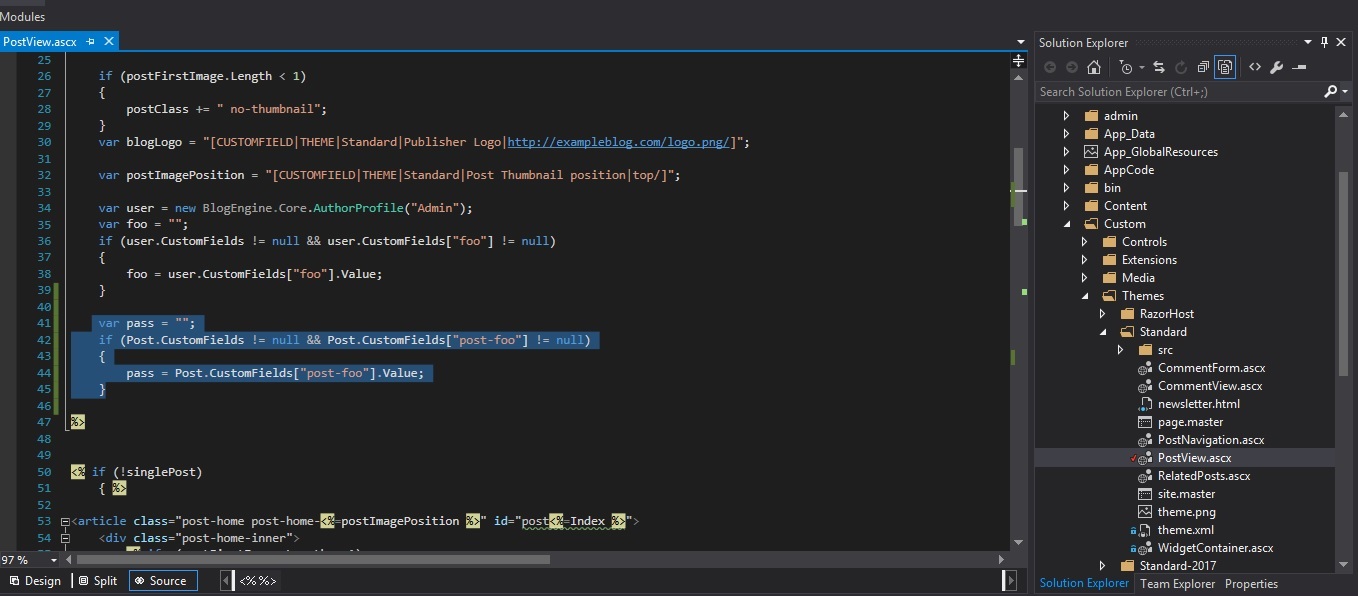 Modules
PostView.ascx
25
26 if (postFirstImage.Length < 1)
27 {
28 postClass += " no-thumbnail";
29 }
30 var blogLogo = "[CUSTOMFIELD|THEME|Standard|Publisher Logo|http://exampleblog.com/logo.png/]";
31
32 var postImagePosition = "[CUSTOMFIELD|THEME|Standard|Post Thumbnail position|top/]";
33
34 var user = new BlogEngine.Core.AuthorProfile("Admin");
35 var foo = "";
36 if (user.CustomFields != null && user.CustomFields["foo"] != null)
37 {
38 foo = user.CustomFields["foo"].Value;
39 }
40
41 var pass = "";
42 if (Post.CustomFields != null && Post.CustomFields["post-foo"] != null)
43 {
44 pass = Post.CustomFields["post-foo"].Value;
45 }
46
47 %>
48
49
50 <% if (!singlePost)
51 { %>
52
53 <article class="post-home post-home-<%=postImagePosition %>" id="post<%=Index %>">
54 <div class="post-home-inner">
97 %
Design Split Source <%%>
Solution Explorer
Search Solution Explorer (Ctrl+;)
admin
App_Data
App_GlobalResources
AppCode
bin
Content
Custom
Controls
Extensions
Media
Themes
RazorHost
Standard
src
CommentForm.ascx
CommentView.ascx
newsletter.html
page.master
PostNavigation.ascx
PostView.ascx
RelatedPosts.ascx
site.master
theme.png
theme.xml
WidgetContainer.ascx
Standard-2017
Solution Explorer Team Explorer Properties